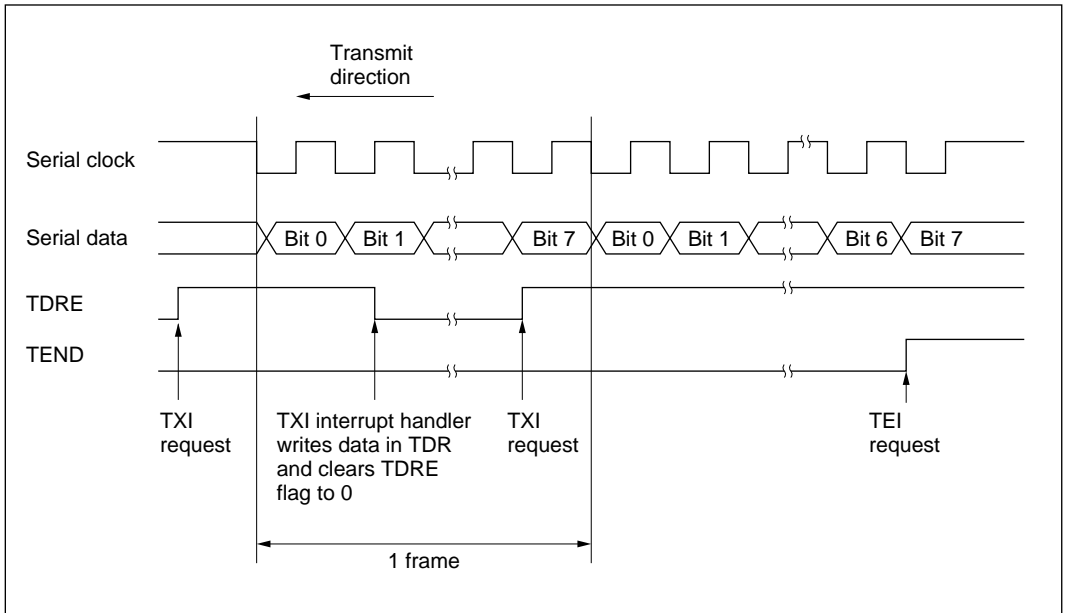 Transmit
direction
Serial clock
Serial data
Bit 0
Bit 1
Bit 7
Bit 0
Bit 1
Bit 6
Bit 7
TDRE
TEND
TXI
request
TXI interrupt handler
writes data in TDR
and clears TDRE
flag to 0
TXI
request
TEI
request
1 frame